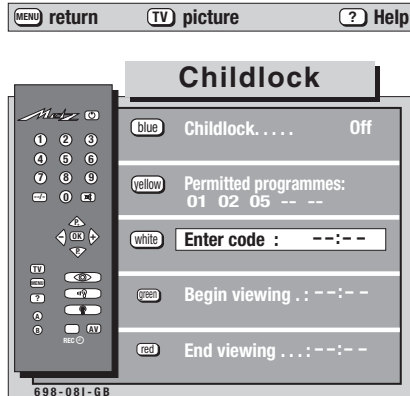 MENU return TV picture ? Help
Childlock
Metz
1 2 3
4 5 6
7 8 9
--/- 0
P
- OK +
P
TV
MENU
?
A
B AV
REC
blue Childlock..... Off
yellow Permitted programmes:
01 02 05 -- --
white Enter code : --:--
green Begin viewing .:--:--
red End viewing ...:--:--
698-081-GB